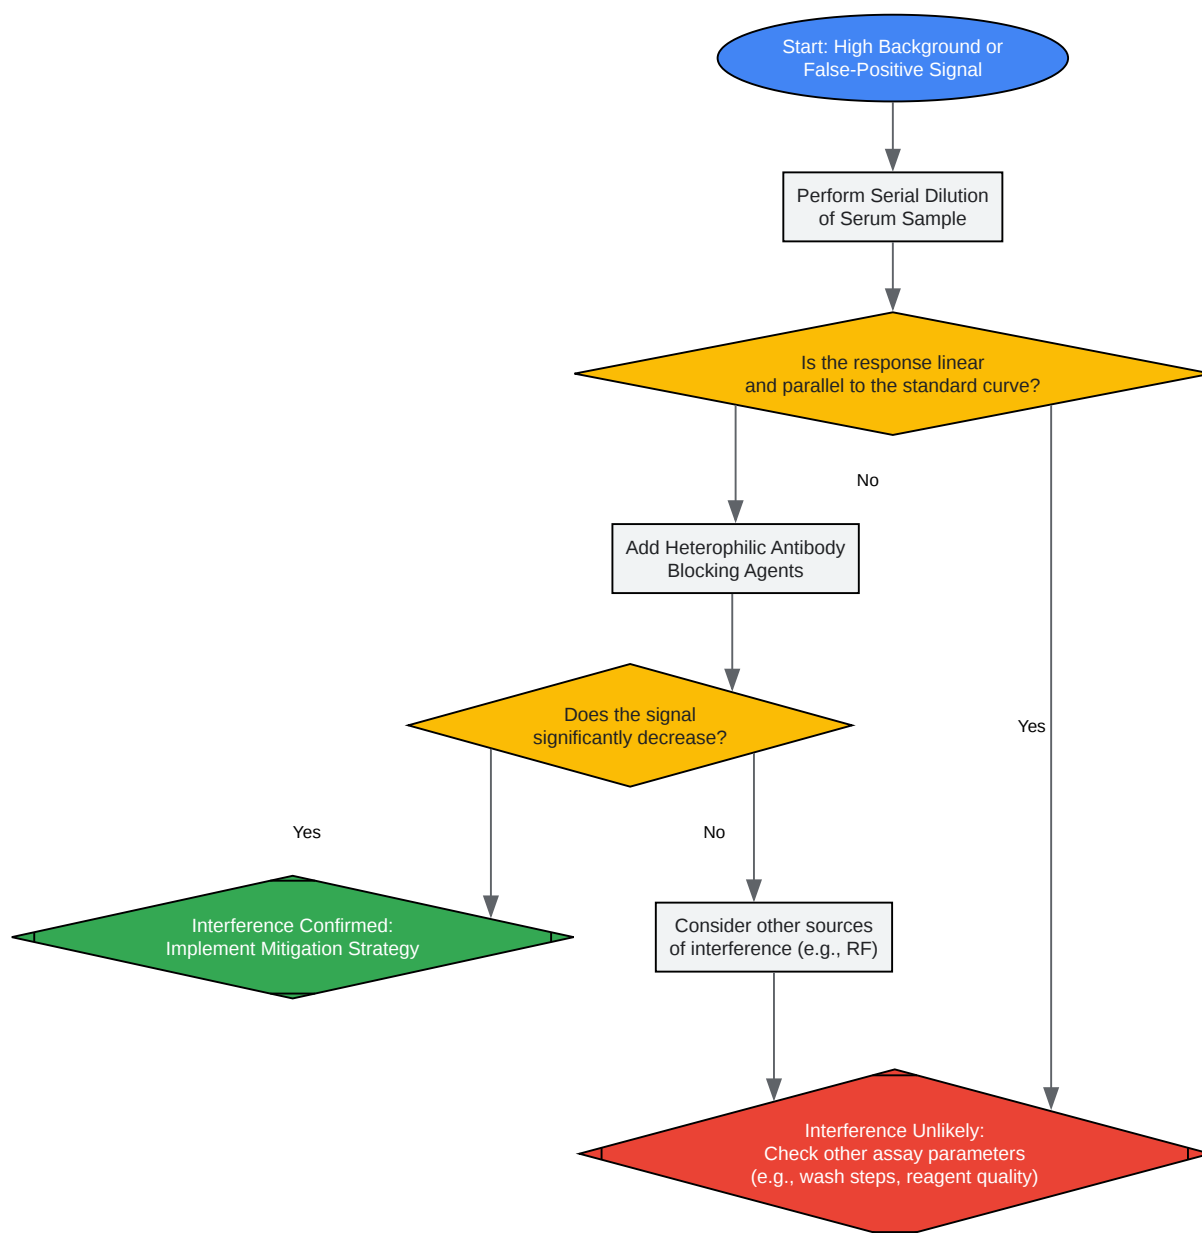 Start: High Background or
False-Positive Signal
Perform Serial Dilution
of Serum Sample
Is the response linear
and parallel to the standard curve?
No
Add Heterophilic Antibody
Blocking Agents
Does the signal
significantly decrease?
Yes
Yes
No
Interference Confirmed:
Implement Mitigation Strategy
Consider other sources
of interference (e.g., RF)
Interference Unlikely:
Check other assay parameters
(e.g., wash steps, reagent quality)